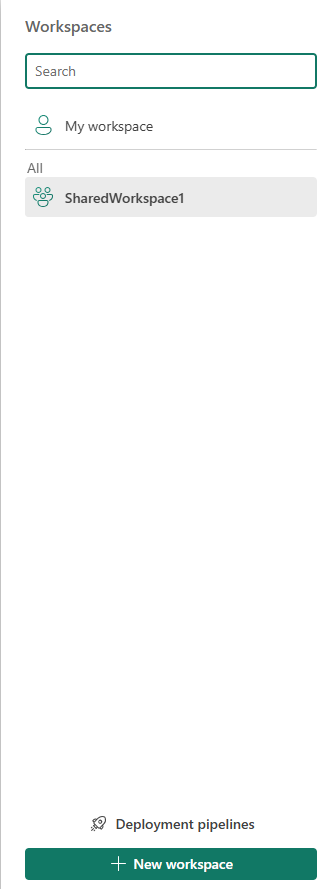 Workspaces
Search
My workspace
All
SharedWorkspace1
Deployment pipelines
New workspace